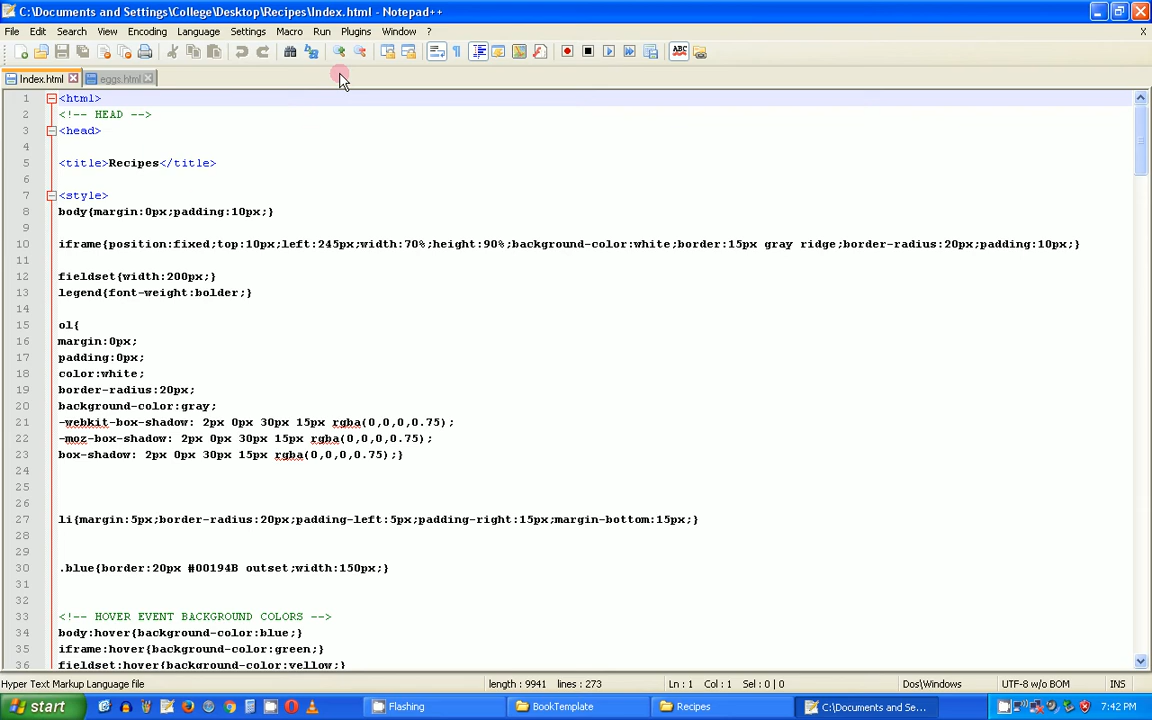 C:\Documents and Settings\College\Desktop\Recipes\Index.html - Notepad++
File Edit Search View Encoding Language Settings Macro Run Plugins Window ? X
Index.html eggs.html
1 <html>
2 <!-- HEAD -->
3 <head>
4
5 <title>Recipes</title>
6
7 <style>
8 body{margin:0px;padding:10px;}
9
10 iframe{position:fixed;top:10px;left:245px;width:70%;height:90%;background-color:white;border:15px gray ridge;border-radius:20px;padding:10px;}
11
12 fieldset{width:200px;}
13 legend{font-weight:bolder;}
14
15 ol{
16 margin:0px;
17 padding:0px;
18 color:white;
19 border-radius:20px;
20 background-color:gray;
21 -webkit-box-shadow: 2px 0px 30px 15px rgba(0,0,0,0.75);
22 -moz-box-shadow: 2px 0px 30px 15px rgba(0,0,0,0.75);
23 box-shadow: 2px 0px 30px 15px rgba(0,0,0,0.75);}
24
25
26
27 li{margin:5px;border-radius:20px;padding-left:5px;padding-right:15px;margin-bottom:15px;}
28
29
30 .blue{border:20px #00194B outset;width:150px;}
31
32
33 <!-- HOVER EVENT BACKGROUND COLORS -->
34 body:hover{background-color:blue;}
35 iframe:hover{background-color:green;}
36 fieldset:hover{background-color:yellow;}
Hyper Text Markup Language file length : 9941 lines : 273 Ln : 1 Col : 1 Sel : 0 | 0 Dos\Windows UTF-8 w/o BOM INS
start Flashing BookTemplate Recipes C:\Documents and Se... 7:42 PM